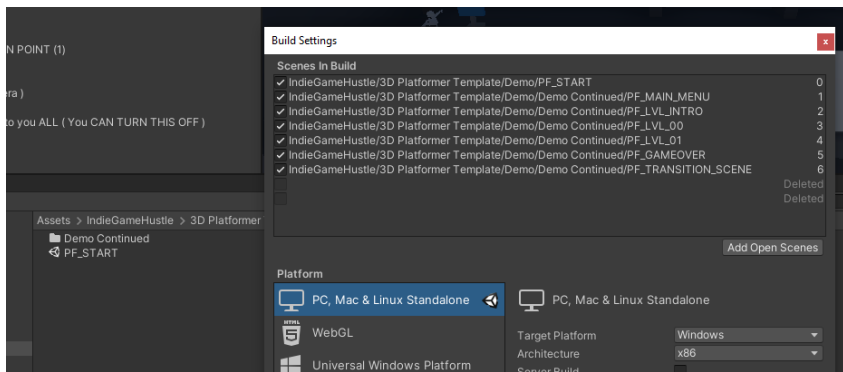 N POINT (1)
era )
to you ALL ( You CAN TURN THIS OFF )
Assets > IndieGameHustle > 3D Platformer
Demo Continued
PF_START
Build Settings
x
Scenes In Build
IndieGameHustle/3D Platformer Template/Demo/PF_START 0
IndieGameHustle/3D Platformer Template/Demo/Demo Continued/PF_MAIN_MENU 1
IndieGameHustle/3D Platformer Template/Demo/Demo Continued/PF_LVL_INTRO 2
IndieGameHustle/3D Platformer Template/Demo/Demo Continued/PF_LVL_00 3
IndieGameHustle/3D Platformer Template/Demo/Demo Continued/PF_LVL_01 4
IndieGameHustle/3D Platformer Template/Demo/Demo Continued/PF_GAMEOVER 5
IndieGameHustle/3D Platformer Template/Demo/Demo Continued/PF_TRANSITION_SCENE 6
Deleted
Deleted
Add Open Scenes
Platform
PC, Mac & Linux Standalone
HTML 5 WebGL
Universal Windows Platform
PC, Mac & Linux Standalone
Target Platform Windows
Architecture x86
Server Build